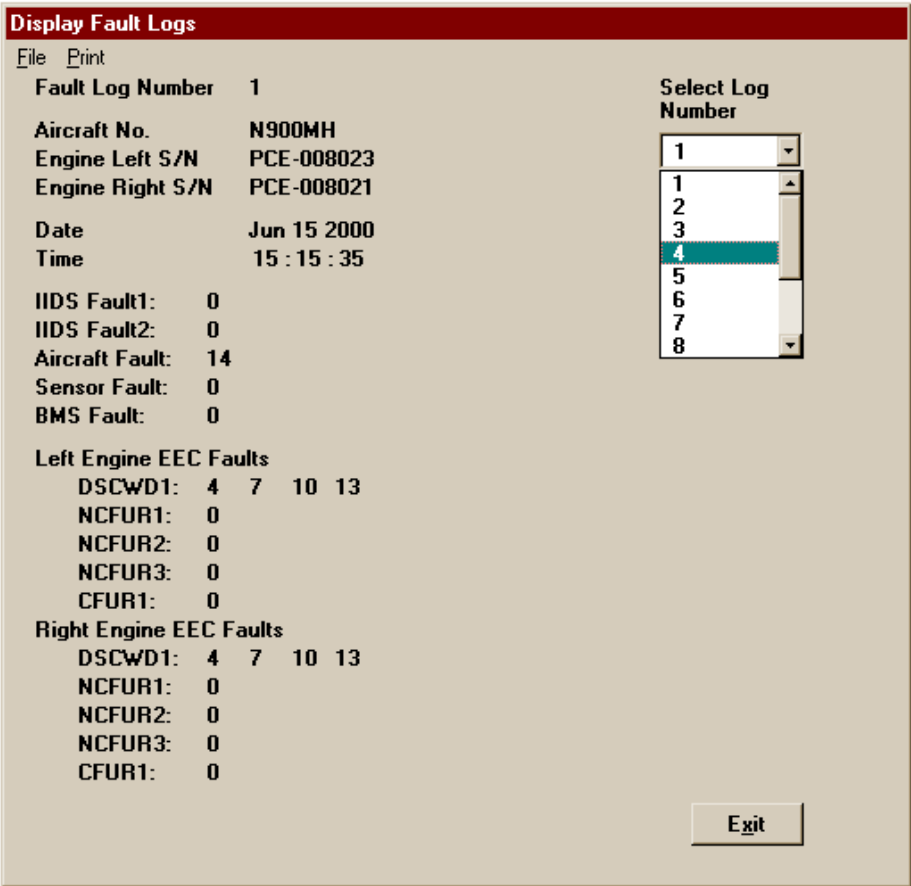 Display Fault Logs
File Print
Fault Log Number 1
Select Log
Number
Aircraft No. N900MH
Engine Left S/N PCE-008023
Engine Right S/N PCE-008021
Date Jun 15 2000
Time 15 : 15 : 35
1
1
2
3
4
5
6
7
8
IIDS Fault1: 0
IIDS Fault2: 0
Aircraft Fault: 14
Sensor Fault: 0
BMS Fault: 0
Left Engine EEC Faults
DSCWD1: 4 7 10 13
NCFUR1: 0
NCFUR2: 0
NCFUR3: 0
CFUR1: 0
Right Engine EEC Faults
DSCWD1: 4 7 10 13
NCFUR1: 0
NCFUR2: 0
NCFUR3: 0
CFUR1: 0
Exit